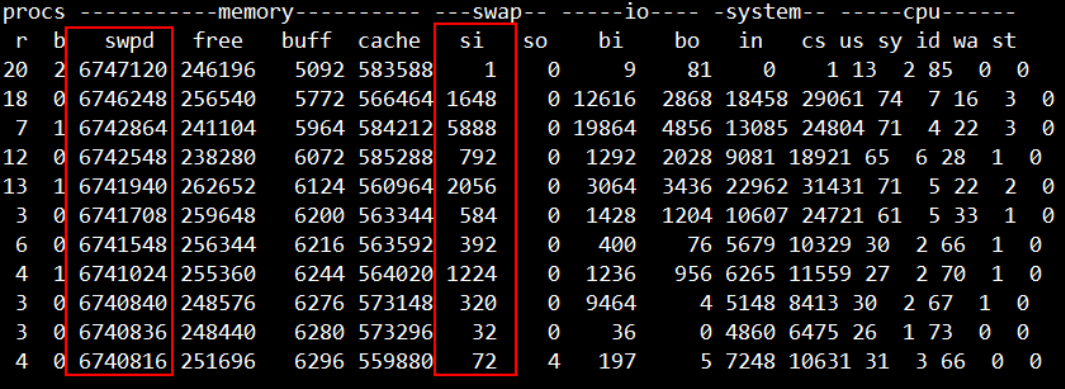 procs -----------memory---------- ---swap-- -----io---- -system-- -----cpu------
r b swpd free buff cache si so bi bo in cs us sy id wa st
20 2 6747120 246196 5092 583588 1 0 9 81 0 1 13 2 85 0 0
18 0 6746248 256540 5772 566464 1648 0 12616 2868 18458 29061 74 7 16 3 0
7 1 6742864 241104 5964 584212 5888 0 19864 4856 13085 24804 71 4 22 3 0
12 0 6742548 238280 6072 585288 792 0 1292 2028 9081 18921 65 6 28 1 0
13 1 6741940 262652 6124 560964 2056 0 3064 3436 22962 31431 71 5 22 2 0
3 0 6741708 259648 6200 563344 584 0 1428 1204 10607 24721 61 5 33 1 0
6 0 6741548 256344 6216 563592 392 0 400 76 5679 10329 30 2 66 1 0
4 1 6741024 255360 6244 564020 1224 0 1236 956 6265 11559 27 2 70 1 0
3 0 6740840 248576 6276 573148 320 0 9464 4 5148 8413 30 2 67 1 0
3 0 6740836 248440 6280 573296 32 0 36 0 4860 6475 26 1 73 0 0
4 0 6740816 251696 6296 559880 72 4 197 5 7248 10631 31 3 66 0 0